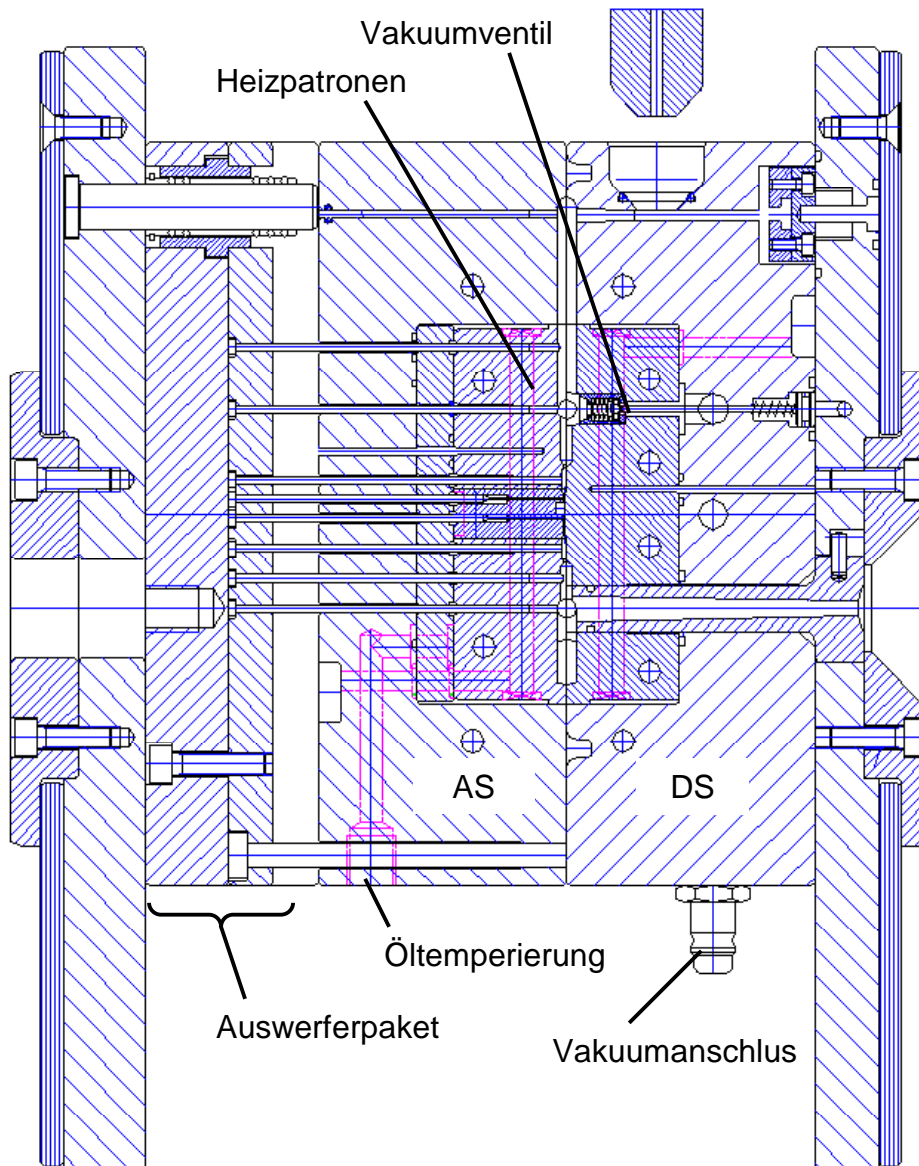 Vakuumventil
Heizpatronen
AS
DS
Öltemperierung
Auswerferpaket
Vakuumanschlus